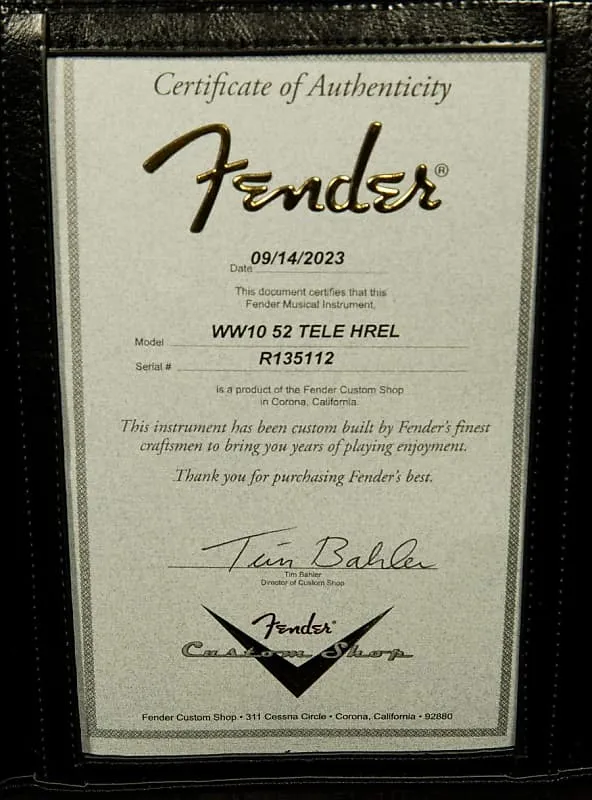 Certificate of Authenticity
Fender®
Date 09/14/2023
This document certifies that this
Fender Musical Instrument,
Model WW10 52 TELE HREL
Serial # R135112
is a product of the Fender Custom Shop
in Corona, California.
This instrument has been custom built by Fender's finest
craftsmen to bring you years of playing enjoyment.
Thank you for purchasing Fender's best.
Tim Bahler
Tim Bahler
Director of Custom Shop
Fender®
Custom Shop
Fender Custom Shop • 311 Cessna Circle • Corona, California • 92880